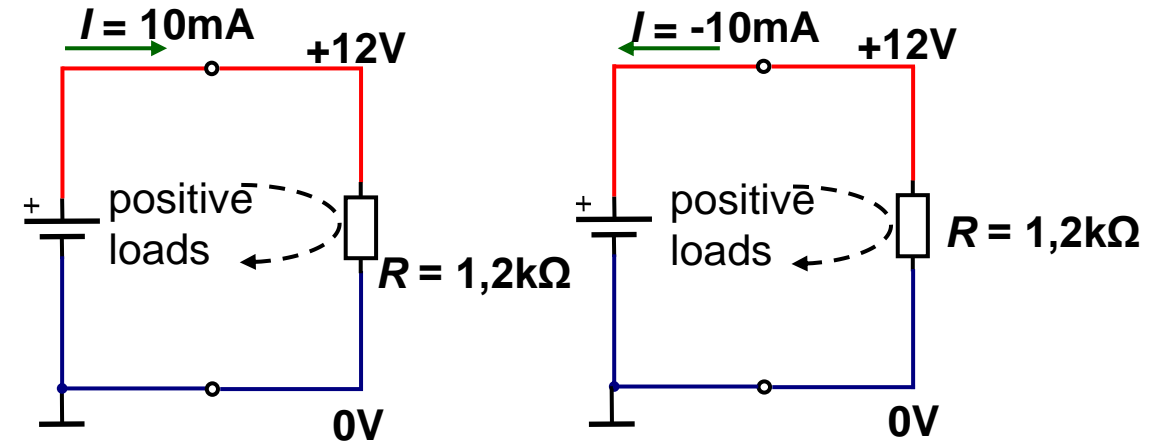 I = 10mA
+12V
+
positive
loads
R = 1,2kΩ
0V
I = -10mA
+12V
+
positive
loads
R = 1,2kΩ
0V